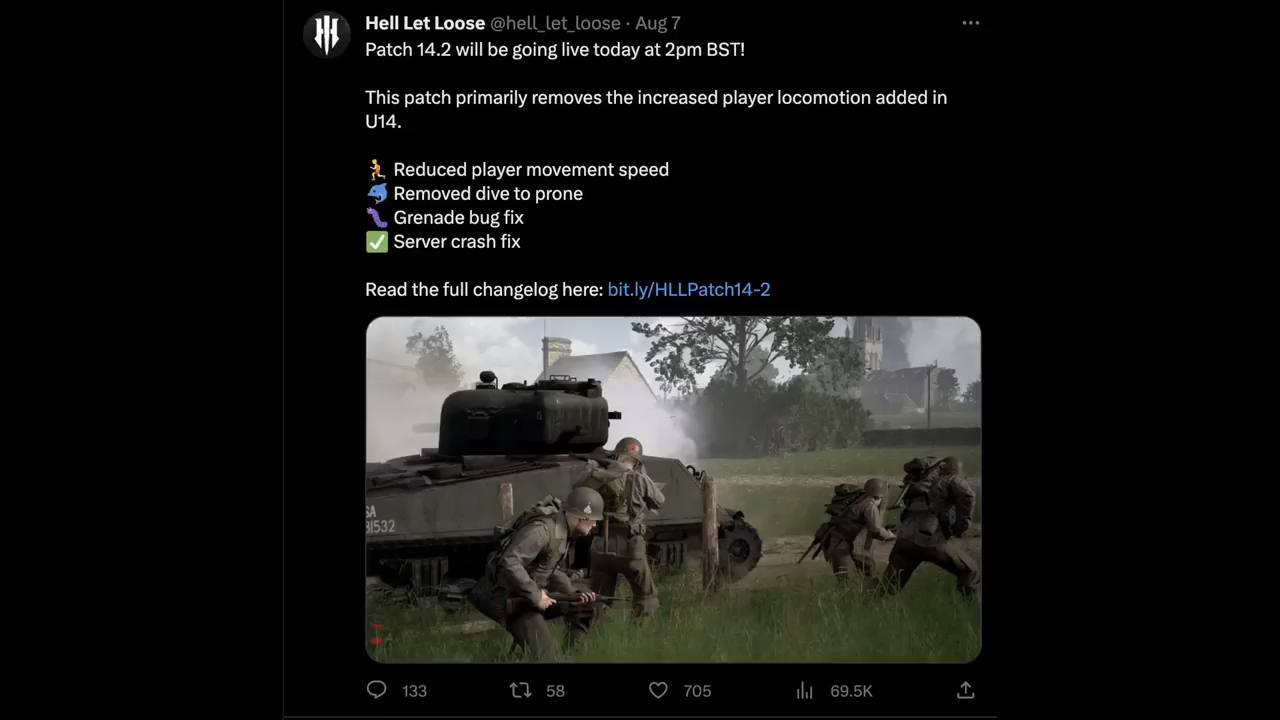 Hell Let Loose @hell_let_loose · Aug 7
Patch 14.2 will be going live today at 2pm BST!
This patch primarily removes the increased player locomotion added in
U14.
🏃 Reduced player movement speed
🐬 Removed dive to prone
🐛 Grenade bug fix
✅ Server crash fix
Read the full changelog here: bit.ly/HLLPatch14-2
SA
31532
133 58 705 69.5K